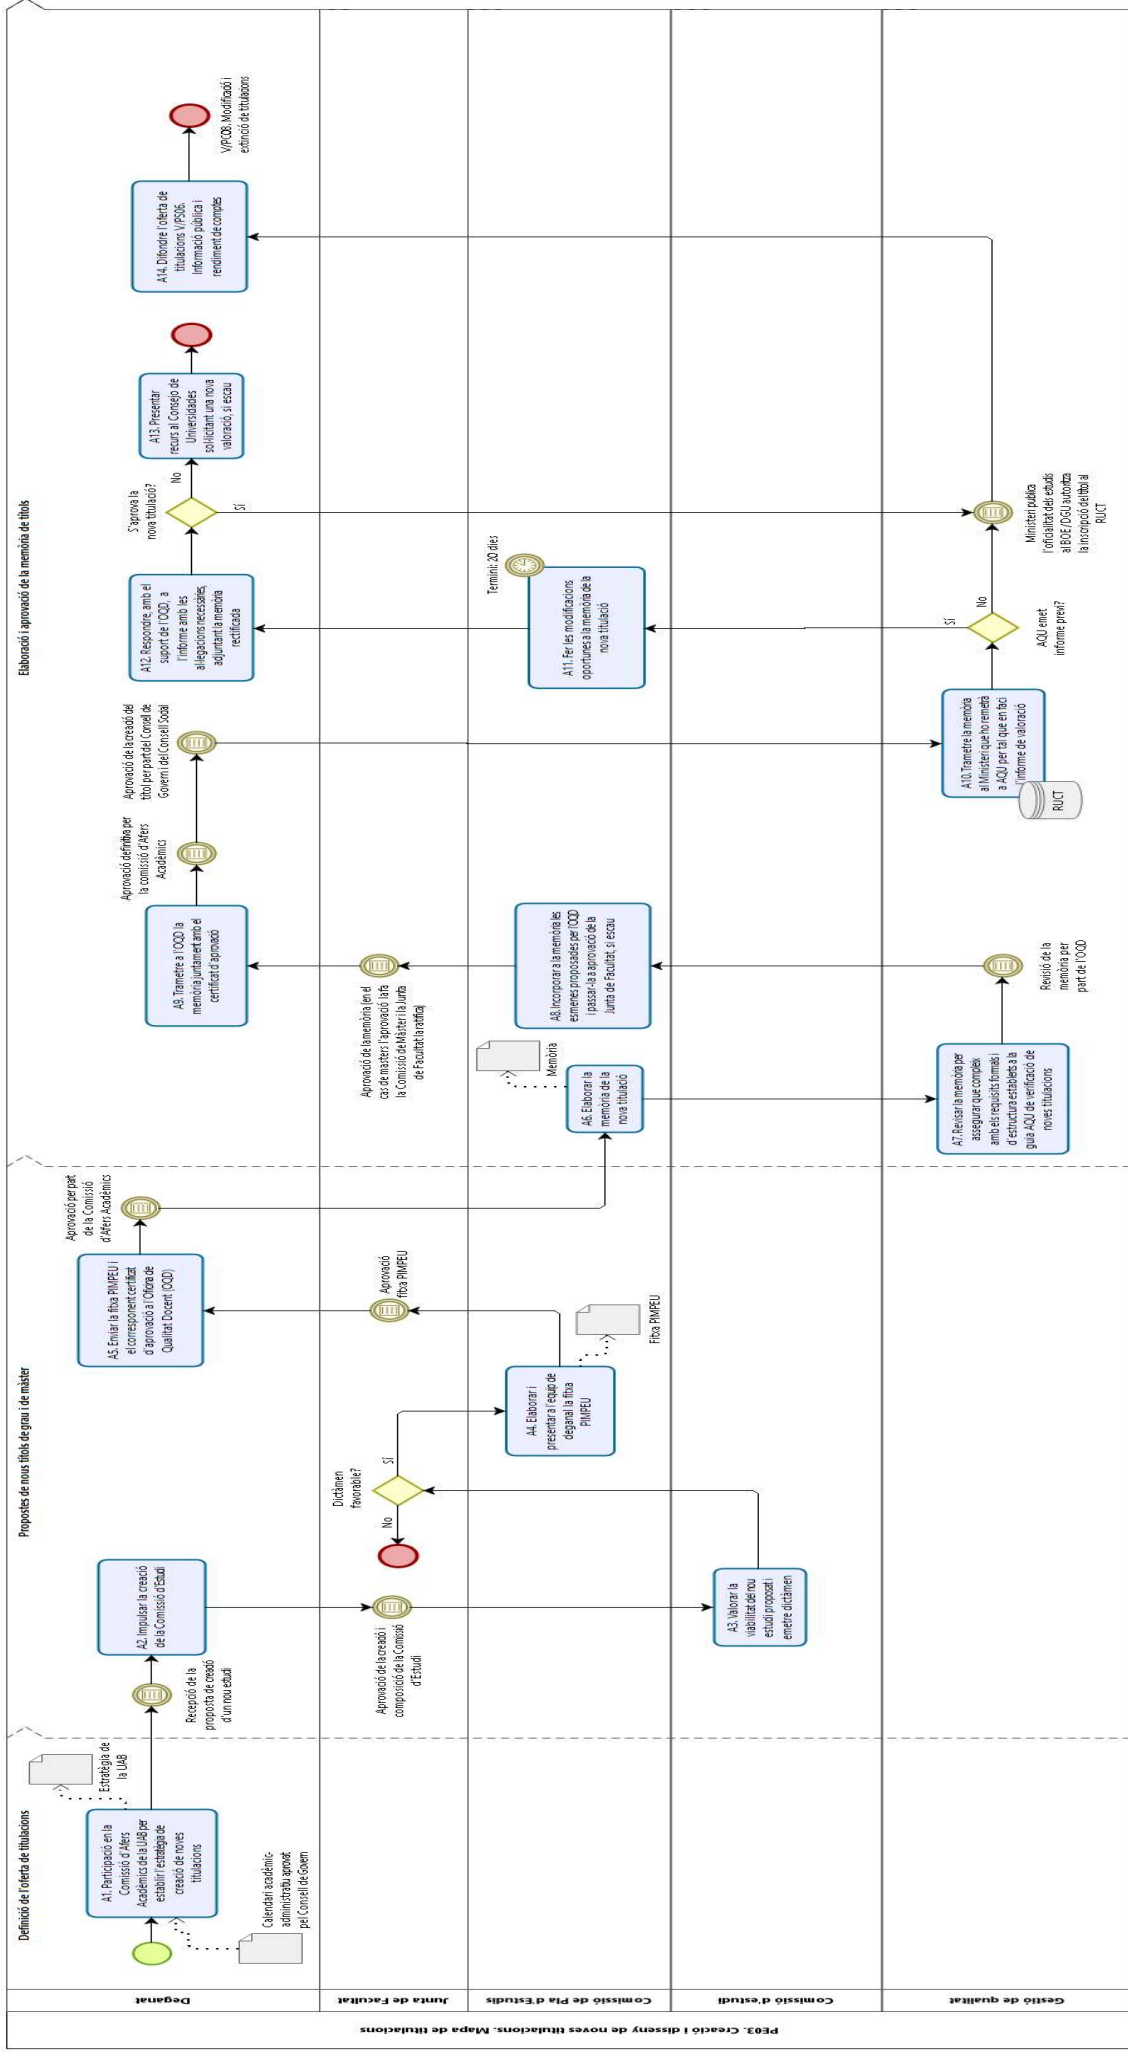 PE03. Creació i disseny de noves titulacions. Mapa de titulacions
Deganat
Junta de Facultat
Comissió de Pla d'Estudis
Comissió d'estudi
Gestió de qualitat
Definició de l'oferta de titulacions
A1. Participació en la
Comissió d'Afers
Acadèmics de la UAB per
establir l'estratègia de
creació de noves
titulacions
Estratègia de
la UAB
Calendari acadèmic-
administratiu aprovat
pel Consell de Govern
Propostes de nous títols de grau i de màster
Recepció de la
proposta de creació
d'un nou estudi
A2. Impulsar la creació
de la Comissió d'Estudi
Aprovació de la creació i
composició de la Comissió
d'Estudi
A3. Valorar la
viabilitat del nou
estudi proposat i
emetre dictàmen
Dictàmen
favorable?
No
Sí
A4. Elaborar i
presentar a l'equip de
deganal la fitxa
PIMPEU
Fitxa PIMPEU
Aprovació
fitxa PIMPEU
A5. Enviar la fitxa PIMPEU i
el corresponent certificat
d'aprovació a l'Oficina de
Qualitat Docent (OQD)
Aprovació per part
de la Comissió
d'Afers Acadèmics
Elaboració i aprovació de la memòria de títols
A6. Elaborar la
memòria de la
nova titulació
Memòria
A7. Revisar la memòria per
assegurar que compleix
amb els requisits formals i
d'estructura establerts a la
guia AQU de verificació de
noves titulacions
Revisió de la
memòria per
part de l'OQD
A8. Incorporar a la memòria les
esmenes proposades per l'OQD
i passar-la a aprovació de la
Junta de Facultat, si escau
Aprovació de la memòria (en el
cas de masters l'aprovació la fa
la Comissió de Màster i la Junta
de Facultat la ratifica)
A9. Trametre a l'OQD la
memòria juntament amb el
certificat d'aprovació
Aprovació definitiva per
la comissió d'Afers
Acadèmics
Aprovació de la creació del
títol per part del Consell de
Govern i del Consell Social
A10. Trametre la memòria
al Ministeri que ho remetrà
a AQU per tal que en faci
l'informe de valoració
RUCT
AQU emet
informe previ?
Sí
No
A11. Fer les modificacions
oportunes a la memòria de la
nova titulació
Termini: 20 dies
A12. Respondre, amb el
suport de l'OQD, a
l'informe amb les
al·legacions necessàries,
adjuntant la memòria
rectificada
S'aprova la
nova titulació?
No
Sí
A13. Presentar
recurs al Consejo de
Universidades
sol·licitant una nova
valoració, si escau
Ministeri publica
l'oficialitat dels estudis
al BOE/DGU autoritza
la inscripció del títol al
RUCT
A14. Difondre l'oferta de
titulacions V/PS06.
Informació pública i
rendiment de comptes
V/PC08. Modificació i
extinció de titulacions